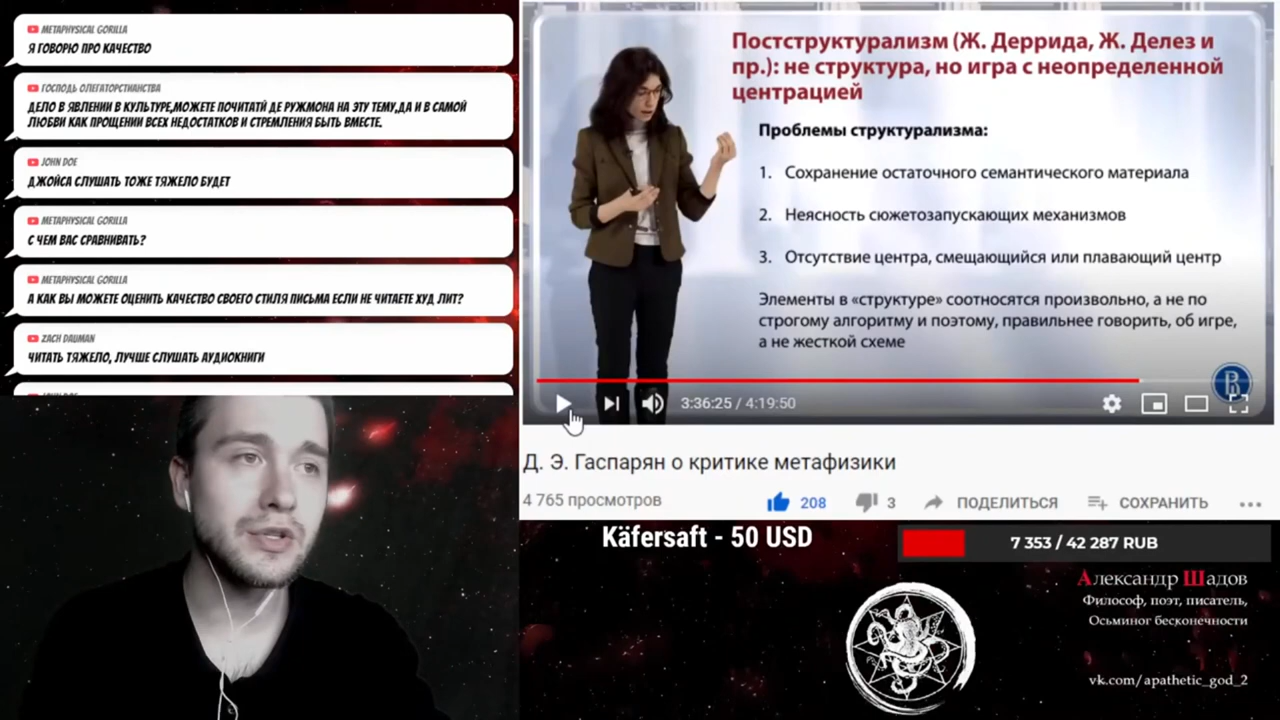 METAPHYSICAL GORILLA
Я ГОВОРЮ ПРО КАЧЕСТВО
ГОСПОДЬ ОЛЕГАТОРСТИАНСТВА
ДЕЛО В ЯВЛЕНИИ В КУЛЬТУРЕ,МОЖЕТЕ ПОЧИТАТЙ ДЕ РУЖМОНА НА ЭТУ ТЕМУ,ДА И В САМОЙ
ЛЮБВИ КАК ПРОЩЕНИИ ВСЕХ НЕДОСТАТКОВ И СТРЕМЛЕНИЯ БЫТЬ ВМЕСТЕ.
JOHN DOE
ДЖОЙСА СЛУШАТЬ ТОЖЕ ТЯЖЕЛО БУДЕТ
METAPHYSICAL GORILLA
С ЧЕМ ВАС СРАВНИВАТЬ?
METAPHYSICAL GORILLA
А КАК ВЫ МОЖЕТЕ ОЦЕНИТЬ КАЧЕСТВО СВОЕГО СТИЛЯ ПИСЬМА ЕСЛИ НЕ ЧИТАЕТЕ ХУД ЛИТ?
ZACH DAUMAN
ЧИТАТЬ ТЯЖЕЛО, ЛУЧШЕ СЛУШАТЬ АУДИОКНИГИ
Постструктурализм (Ж. Деррида, Ж. Делез и
пр.): не структура, но игра с неопределенной
центрацией
Проблемы структурализма:
1. Сохранение остаточного семантического материала
2. Неясность сюжетозапускающих механизмов
3. Отсутствие центра, смещающийся или плавающий центр
Элементы в «структуре» соотносятся произвольно, а не по
строгому алгоритму и поэтому, правильнее говорить, об игре,
а не жесткой схеме
3:36:25 / 4:19:50
Д. Э. Гаспарян о критике метафизики
4 765 просмотров
208
3
ПОДЕЛИТЬСЯ
СОХРАНИТЬ
Käfersaft - 50 USD
7 353 / 42 287 RUB
Александр Шадов
Философ, поэт, писатель,
Осьминог бесконечности
vk.com/apathetic_god_2